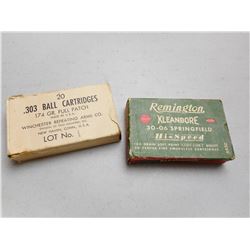 20
.303 BALL CARTRIDGES
174 GR. FULL PATCH
WINCHESTER REPEATING ARMS CO.
NEW HAVEN, CONN. U.S.A.
LOT No. 1
Remington
KLEANBORE
30-06 SPRINGFIELD
Hi-Speed